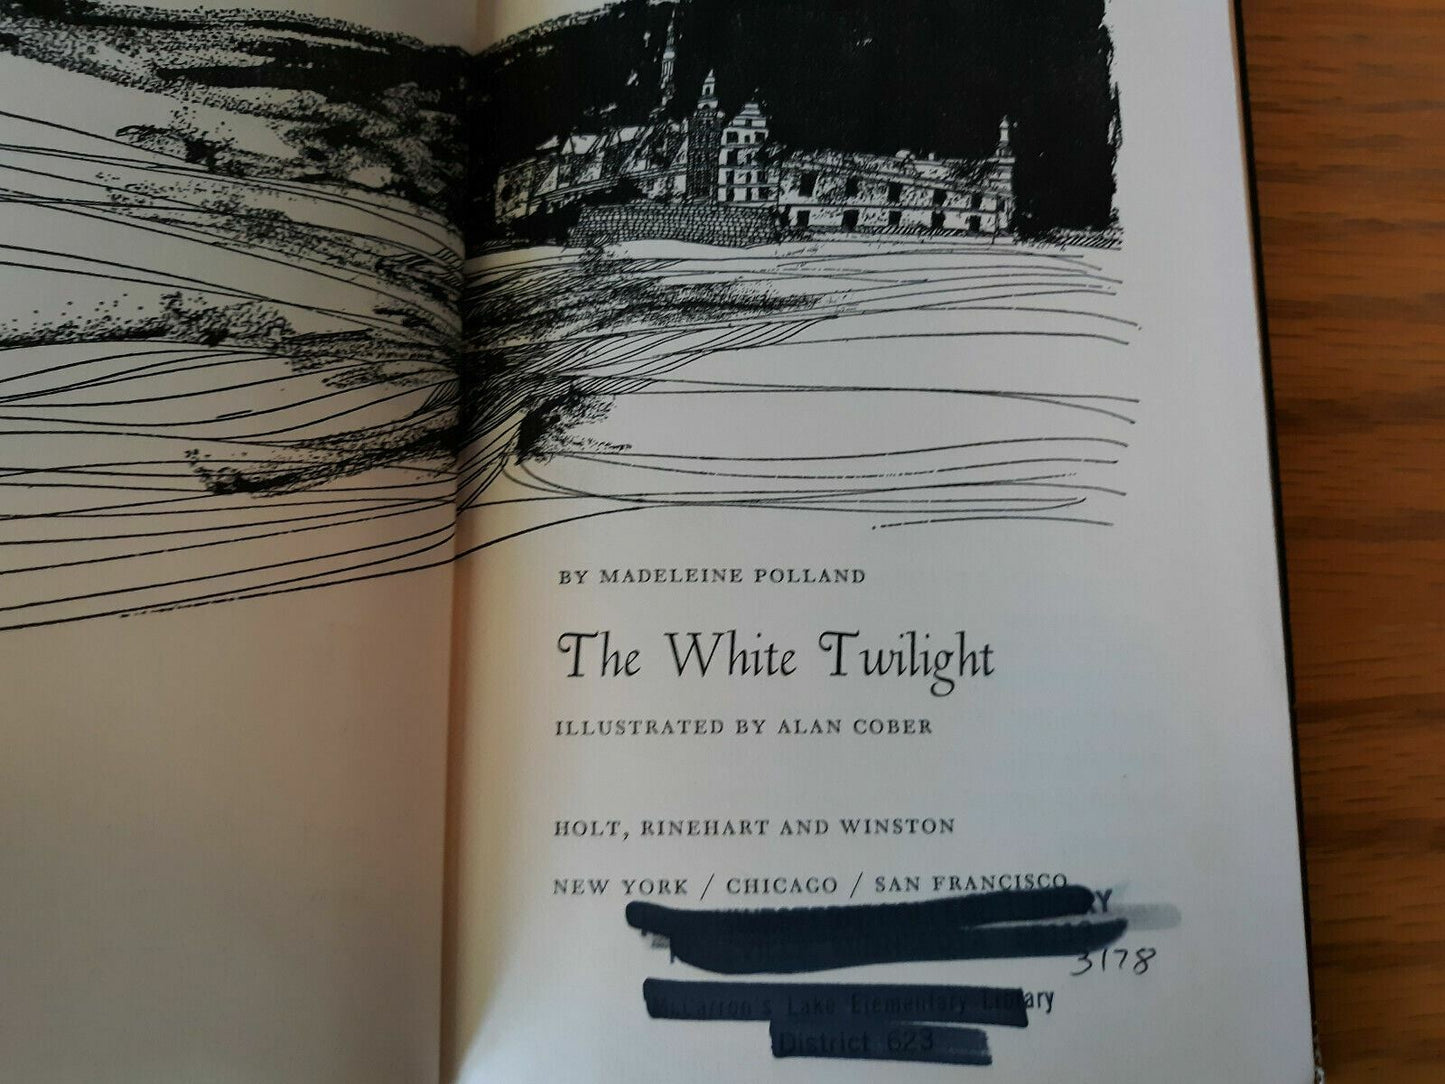 BY MADELEINE POLLAND
The White Twilight
ILLUSTRATED BY ALAN COBER
HOLT, RINEHART AND WINSTON
NEW YORK / CHICAGO / SAN FRANCISCO
3178
McCarron's Lake Elementary Library
District 623